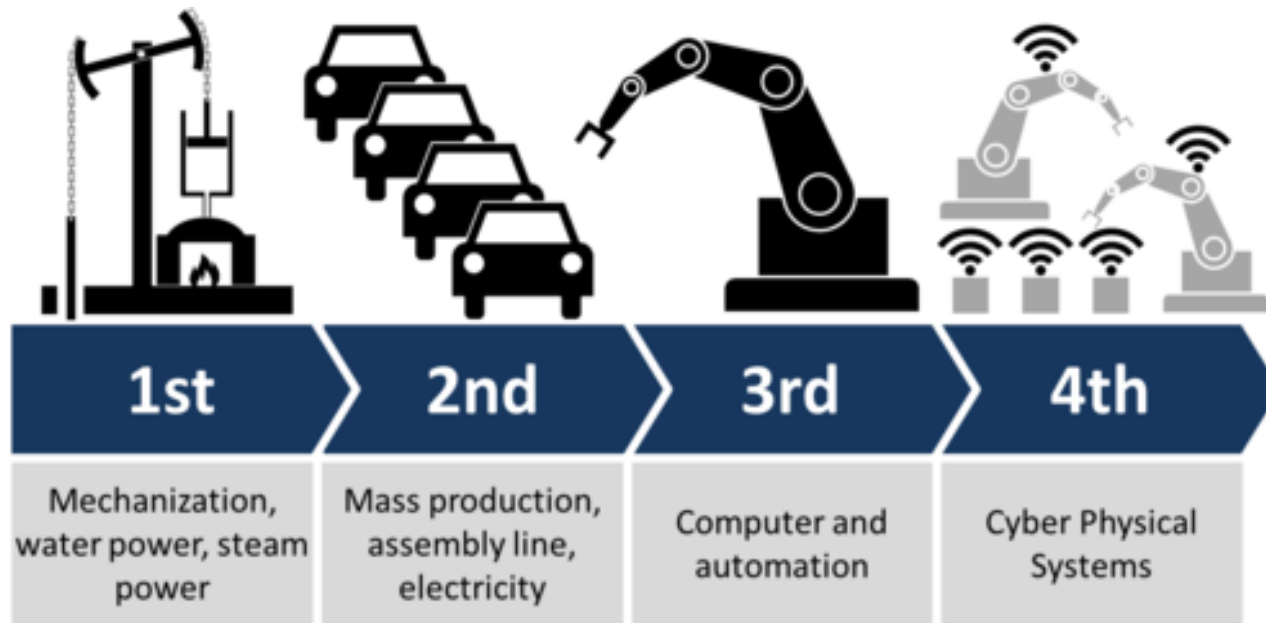 1st
2nd
3rd
4th
Mechanization,
water power, steam
power
Mass production,
assembly line,
electricity
Computer and
automation
Cyber Physical
Systems